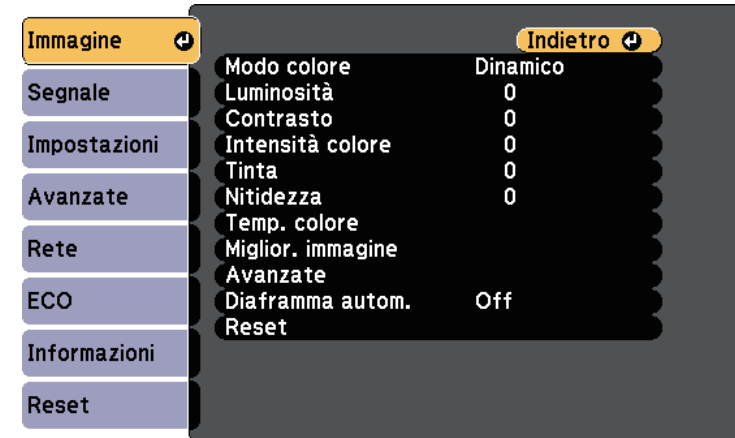 Immagine
Segnale
Impostazioni
Avanzate
Rete
ECO
Informazioni
Reset
Indietro
Modo colore Dinamico
Luminosità 0
Contrasto 0
Intensità colore 0
Tinta 0
Nitidezza 0
Temp. colore
Miglior. immagine
Avanzate
Diaframma autom. Off
Reset